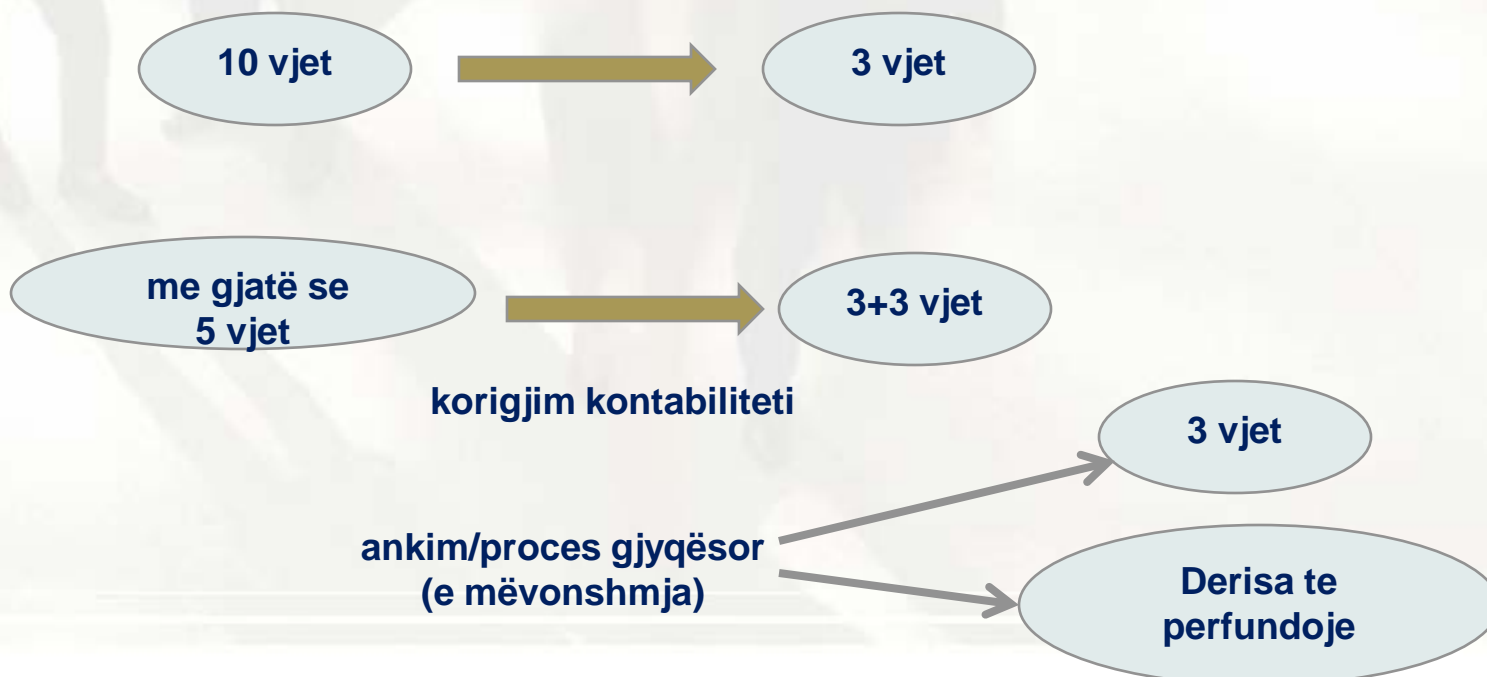 10 vjet
3 vjet
me gjatë se
5 vjet
3+3 vjet
korigjim kontabiliteti
3 vjet
ankim/proces gjyqësor
(e mëvonshmja)
Derisa te
perfundoje